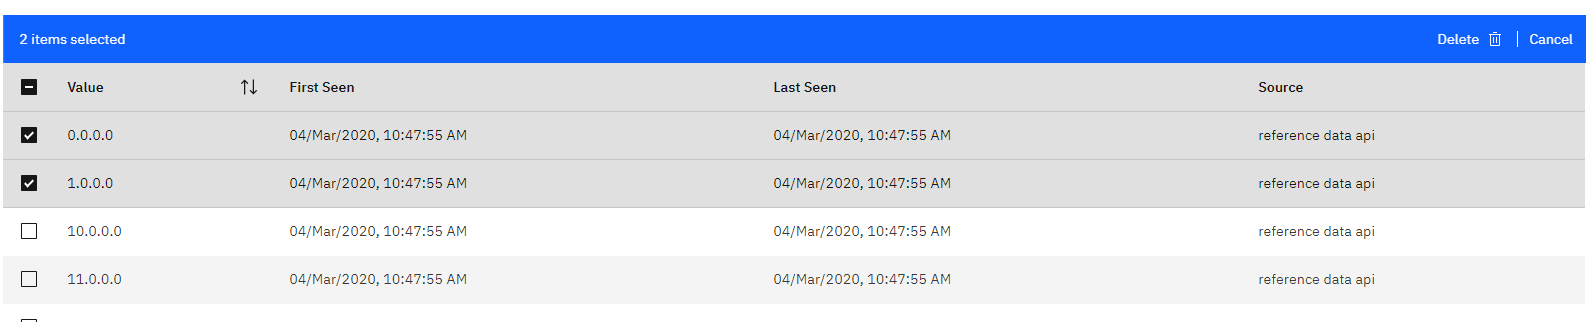 2 items selected Delete Cancel
Value First Seen Last Seen Source
0.0.0.0 04/Mar/2020, 10:47:55 AM 04/Mar/2020, 10:47:55 AM reference data api
1.0.0.0 04/Mar/2020, 10:47:55 AM 04/Mar/2020, 10:47:55 AM reference data api
10.0.0.0 04/Mar/2020, 10:47:55 AM 04/Mar/2020, 10:47:55 AM reference data api
11.0.0.0 04/Mar/2020, 10:47:55 AM 04/Mar/2020, 10:47:55 AM reference data api